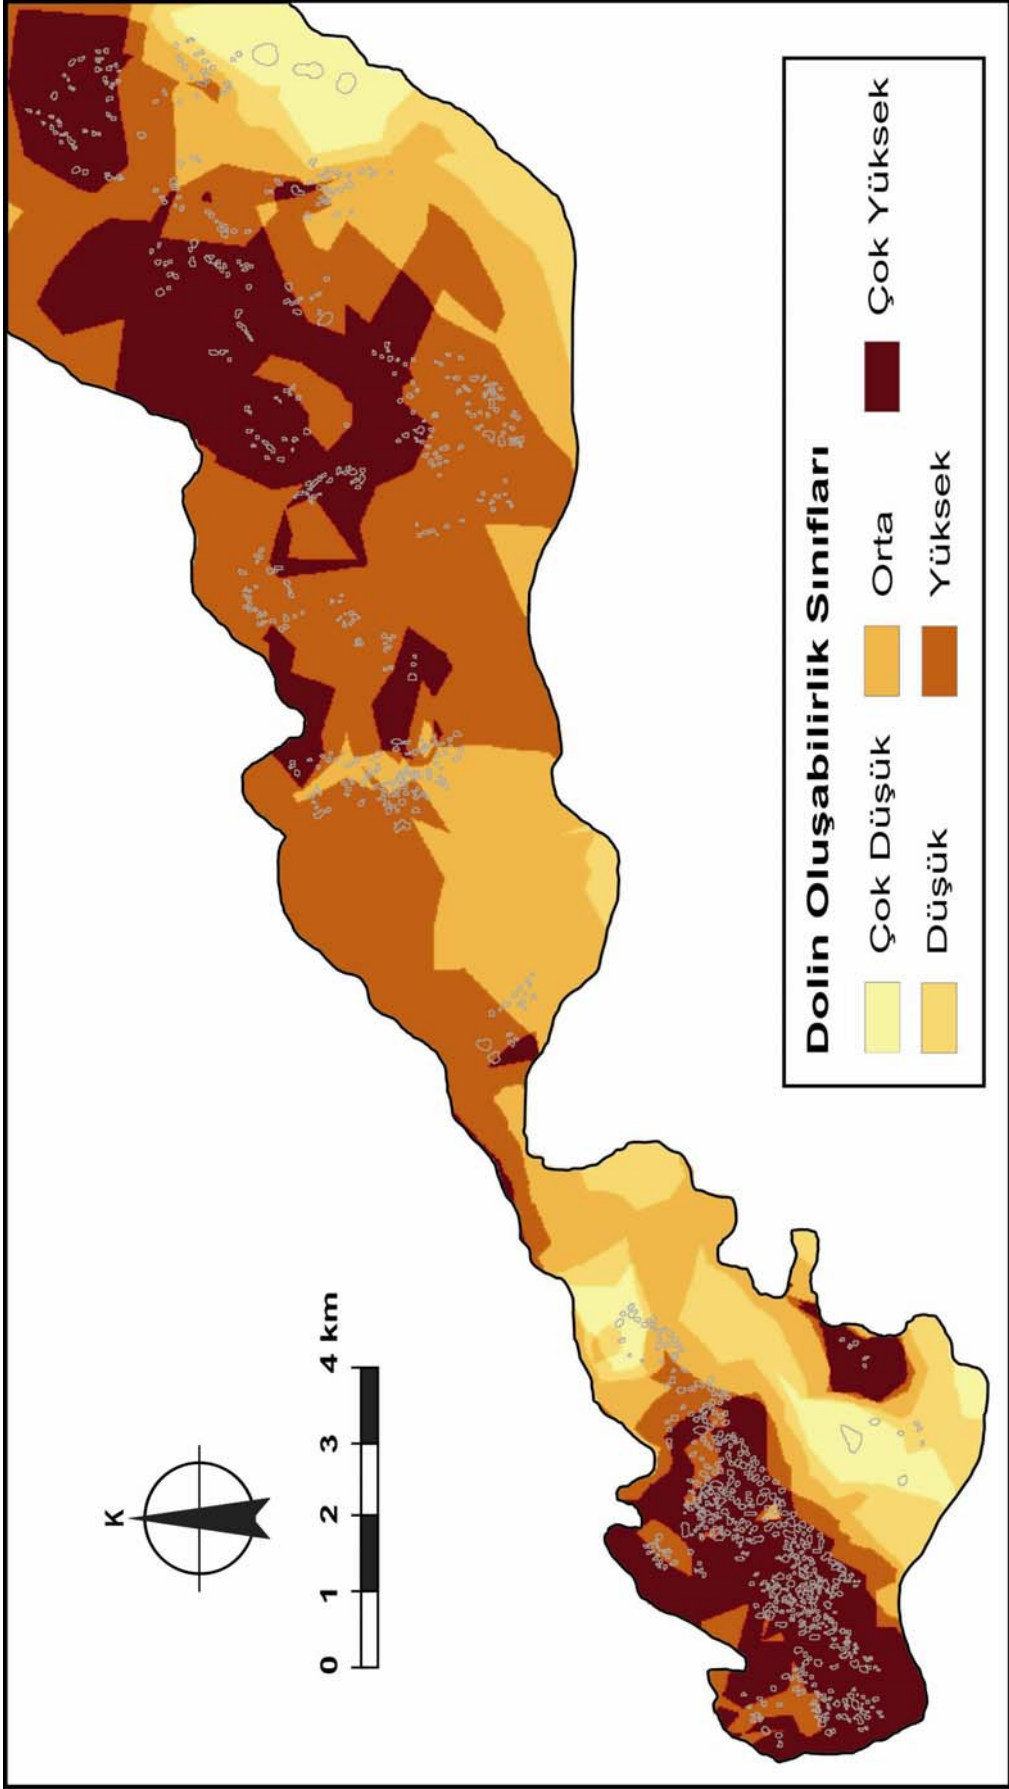 K
0 1 2 3 4 km
Dolin Oluşabilirlik Sınıfları
Çok Düşük Orta Çok Yüksek
Düşük Yüksek